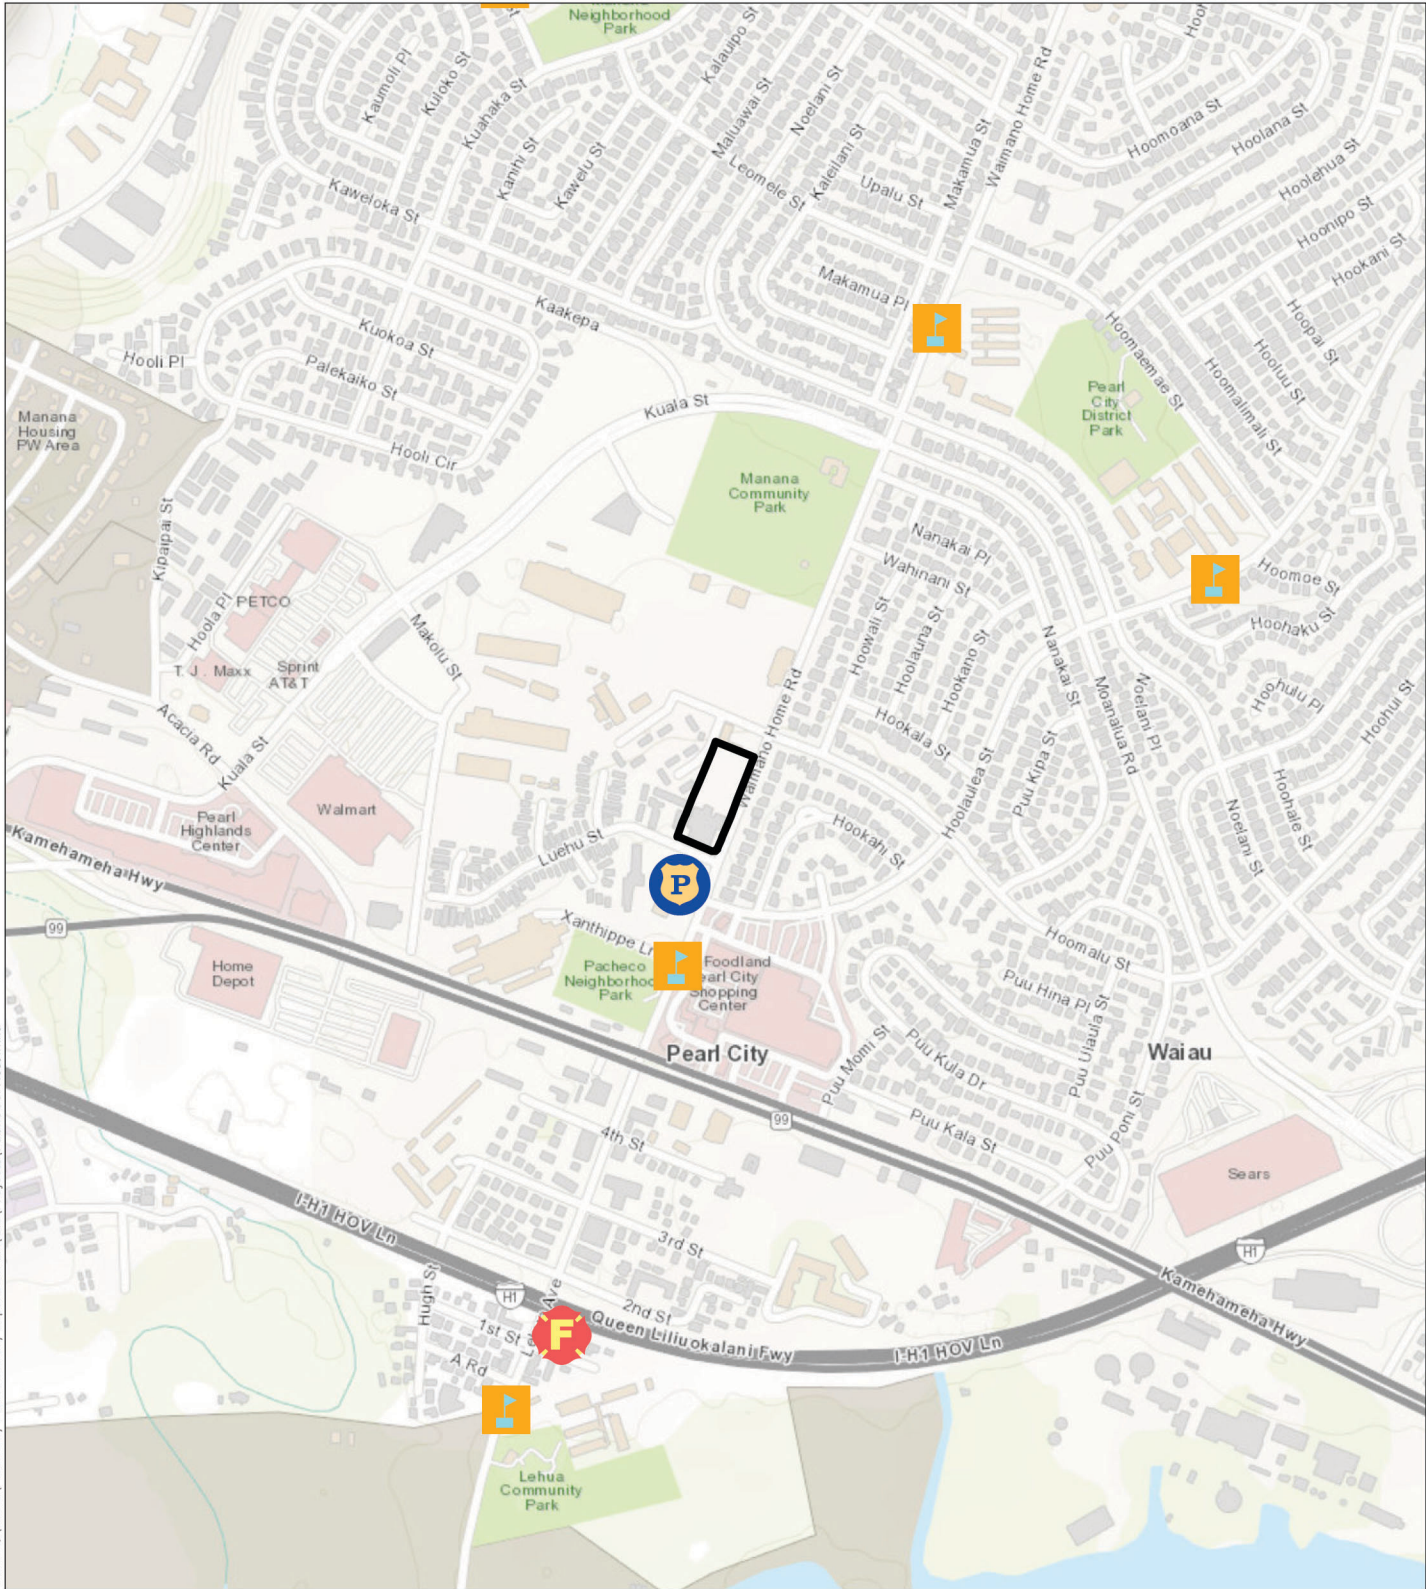 Neighborhood
Park
Kaumoli Pl
Kuloko St
Kuahaka St
Kanihi St
Kawelu St
Kaweloka St
Kalauipo St
Maluawai St
Noelani St
Leomele St
Kaleilani St
Upalu St
Makamua St
Waimano Home Rd
Hoomoana St
Hoolana St
Hoolehua St
Hoonipo St
Hookani St
Makamua Pl
Kaakepa
Kuokoa St
Palekaiko St
Hooli Pl
Hooli Cir
Kuala St
Hoomaemae St
Hoopai St
Hooluu St
Hoomalimali St
Pearl
City
District
Park
Manana
Housing
PW Area
Manana
Community
Park
Kipaipai St
Nanakai Pl
Wahinani St
Hoomoe St
Hoohaku St
PETCO
Hoola Pl
T. J. Maxx
Sprint
AT&T
Makolu St
Hoowali St
Hoolauna St
Hookano St
Nanakai St
Moanalua Rd
Noelani Pl
Hoohulu Pl
Hoohui St
Acacia Rd
Kuala St
Waimano Home Rd
Hookala St
Hoolaulea St
Puu Kipa St
Hoohale St
Noelani St
Walmart
Pearl
Highlands
Center
Luehu St
Hookahi St
Kamehameha Hwy
P
99
Xanthippe Ln
Home
Depot
Pacheco
Neighborhoo
Park
Foodland
earl City
Shopping
Center
Hoomalu St
Puu Hina Pl
Puu Ulaula St
Pearl City
Puu Momi St
Puu Kula Dr
Waiau
Puu Kala St
Puu Poni St
99
4th St
Sears
I-H1 HOV Ln
3rd St
H1
H1
Hugh St
Ave
2nd St
1st St
F
Queen Liliuokalani Fwy
I-H1 HOV Ln
Kamehameha Hwy
A Rd
Lehua
Community
Park